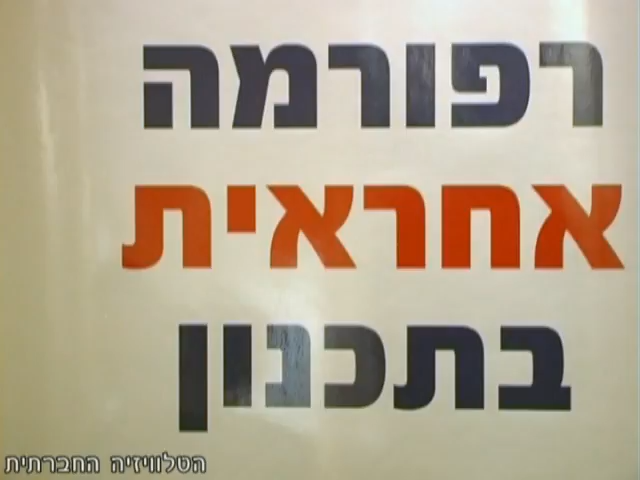 רפורמה
אחראית
בתכנון
הטלוויזיה החברתית